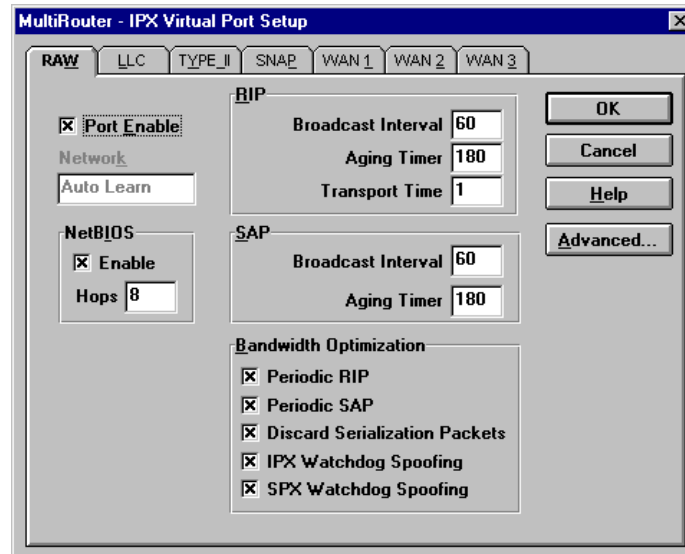 MultiRouter - IPX Virtual Port Setup
RAW LLC TYPE_II SNAP WAN 1 WAN 2 WAN 3
Port Enable
Network
Auto Learn
NetBIOS
Enable
Hops 8
RIP
Broadcast Interval 60
Aging Timer 180
Transport Time 1
SAP
Broadcast Interval 60
Aging Timer 180
Bandwidth Optimization
Periodic RIP
Periodic SAP
Discard Serialization Packets
IPX Watchdog Spoofing
SPX Watchdog Spoofing
OK
Cancel
Help
Advanced...